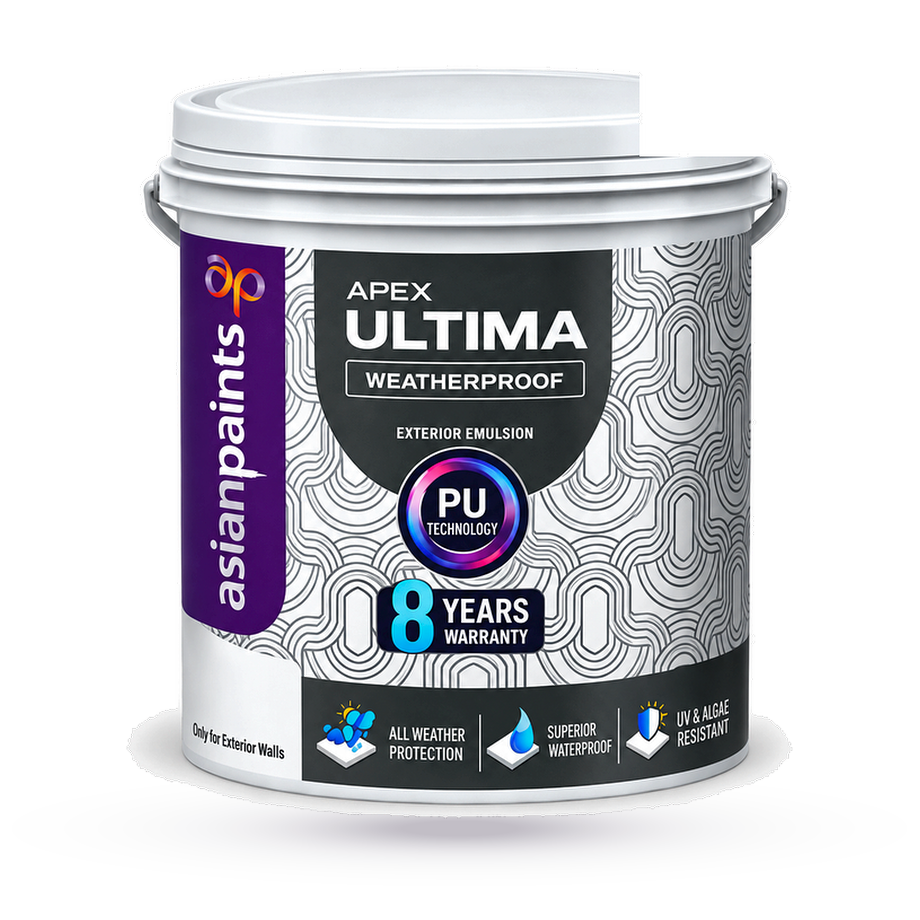 ap
asianpaints
APEX
ULTIMA
WEATHERPROOF
EXTERIOR EMULSION
PU
TECHNOLOGY
8 YEARS
WARRANTY
Only for Exterior Walls
ALL WEATHER
PROTECTION
SUPERIOR
WATERPROOF
UV & ALGAE
RESISTANT